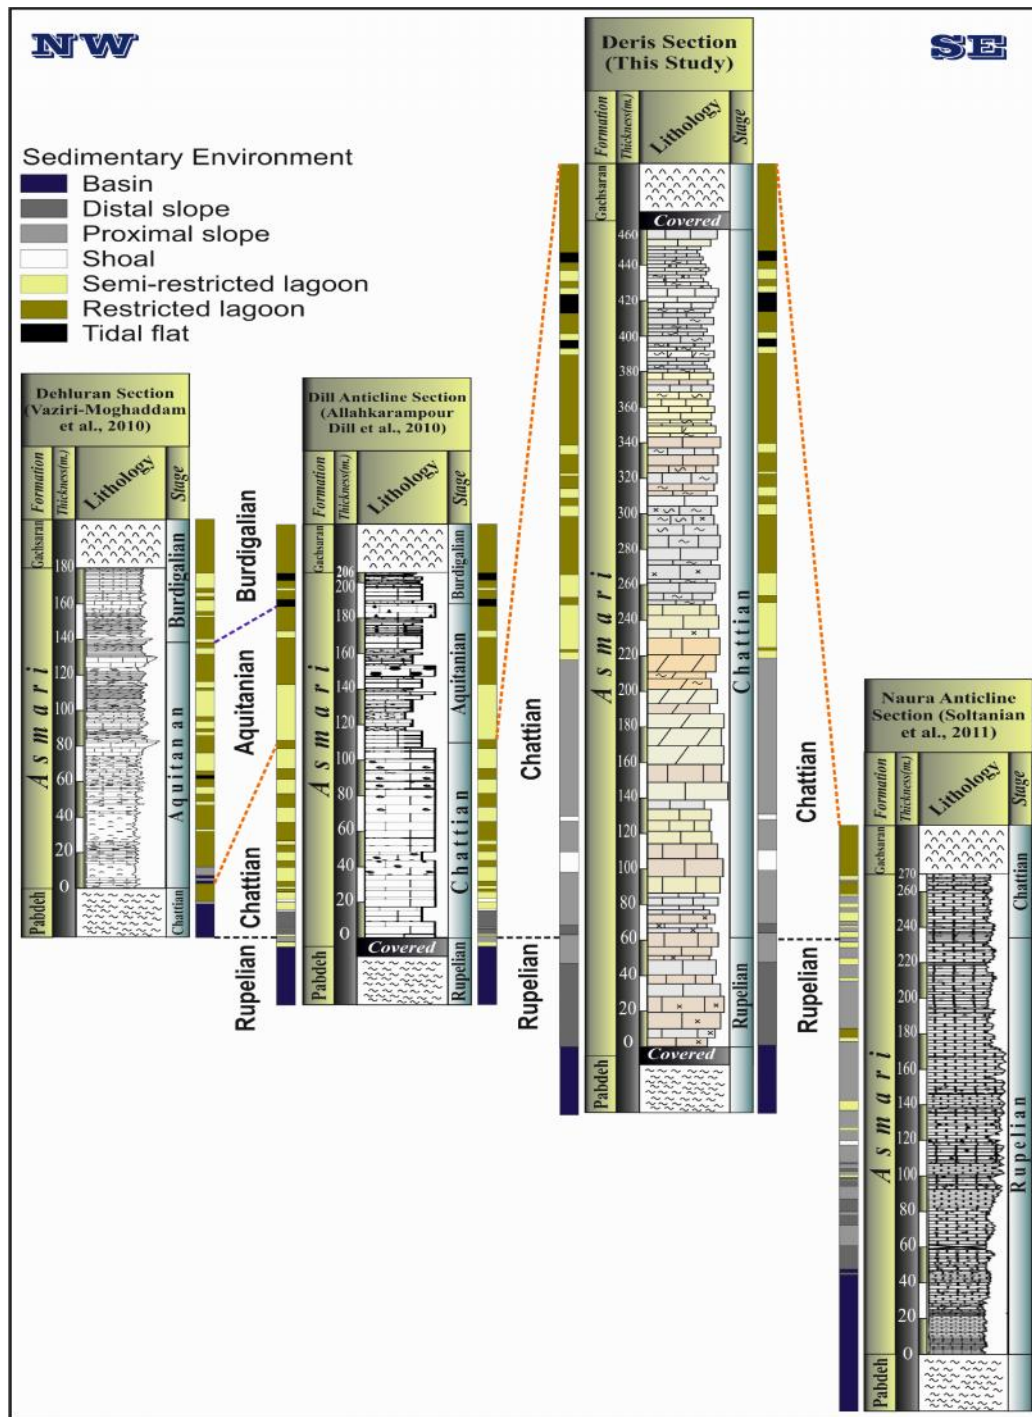 NW
SE
Sedimentary Environment
Basin
Distal slope
Proximal slope
Shoal
Semi-restricted lagoon
Restricted lagoon
Tidal flat
Dehluran Section
(Vaziri-Moghaddam
et al., 2010)
Formation
Thickness(m.)
Lithology
Stage
Gachsaran
Asmari
Pabdeh
180
160
140
120
100
80
60
40
20
0
Burdigalian
Aquitanan
Chattian
Burdigalian
Aquitanian
Chattian
Rupelian
Dill Anticline Section
(Allahkarampour
Dill et al., 2010)
Formation
Thickness(m.)
Lithology
Stage
Gachsaran
Asmari
Pabdeh
206
200
180
160
140
120
100
80
60
40
20
0
Covered
Burdigalian
Aquitanian
Chattian
Rupelian
Chattian
Rupelian
Deris Section
(This Study)
Formation
Thickness(m.)
Lithology
Stage
Gachsaran
Asmari
Pabdeh
Covered
460
440
420
400
380
360
340
320
300
280
260
240
220
200
180
160
140
120
100
80
60
40
20
0
Covered
Chattian
Rupelian
Chattian
Rupelian
Naura Anticline
Section (Soltanian
et al., 2011)
Formation
Thickness(m.)
Lithology
Stage
Gachsaran
Asmari
Pabdeh
270
260
240
220
200
180
160
140
120
100
80
60
40
20
0
Chattian
Rupelian